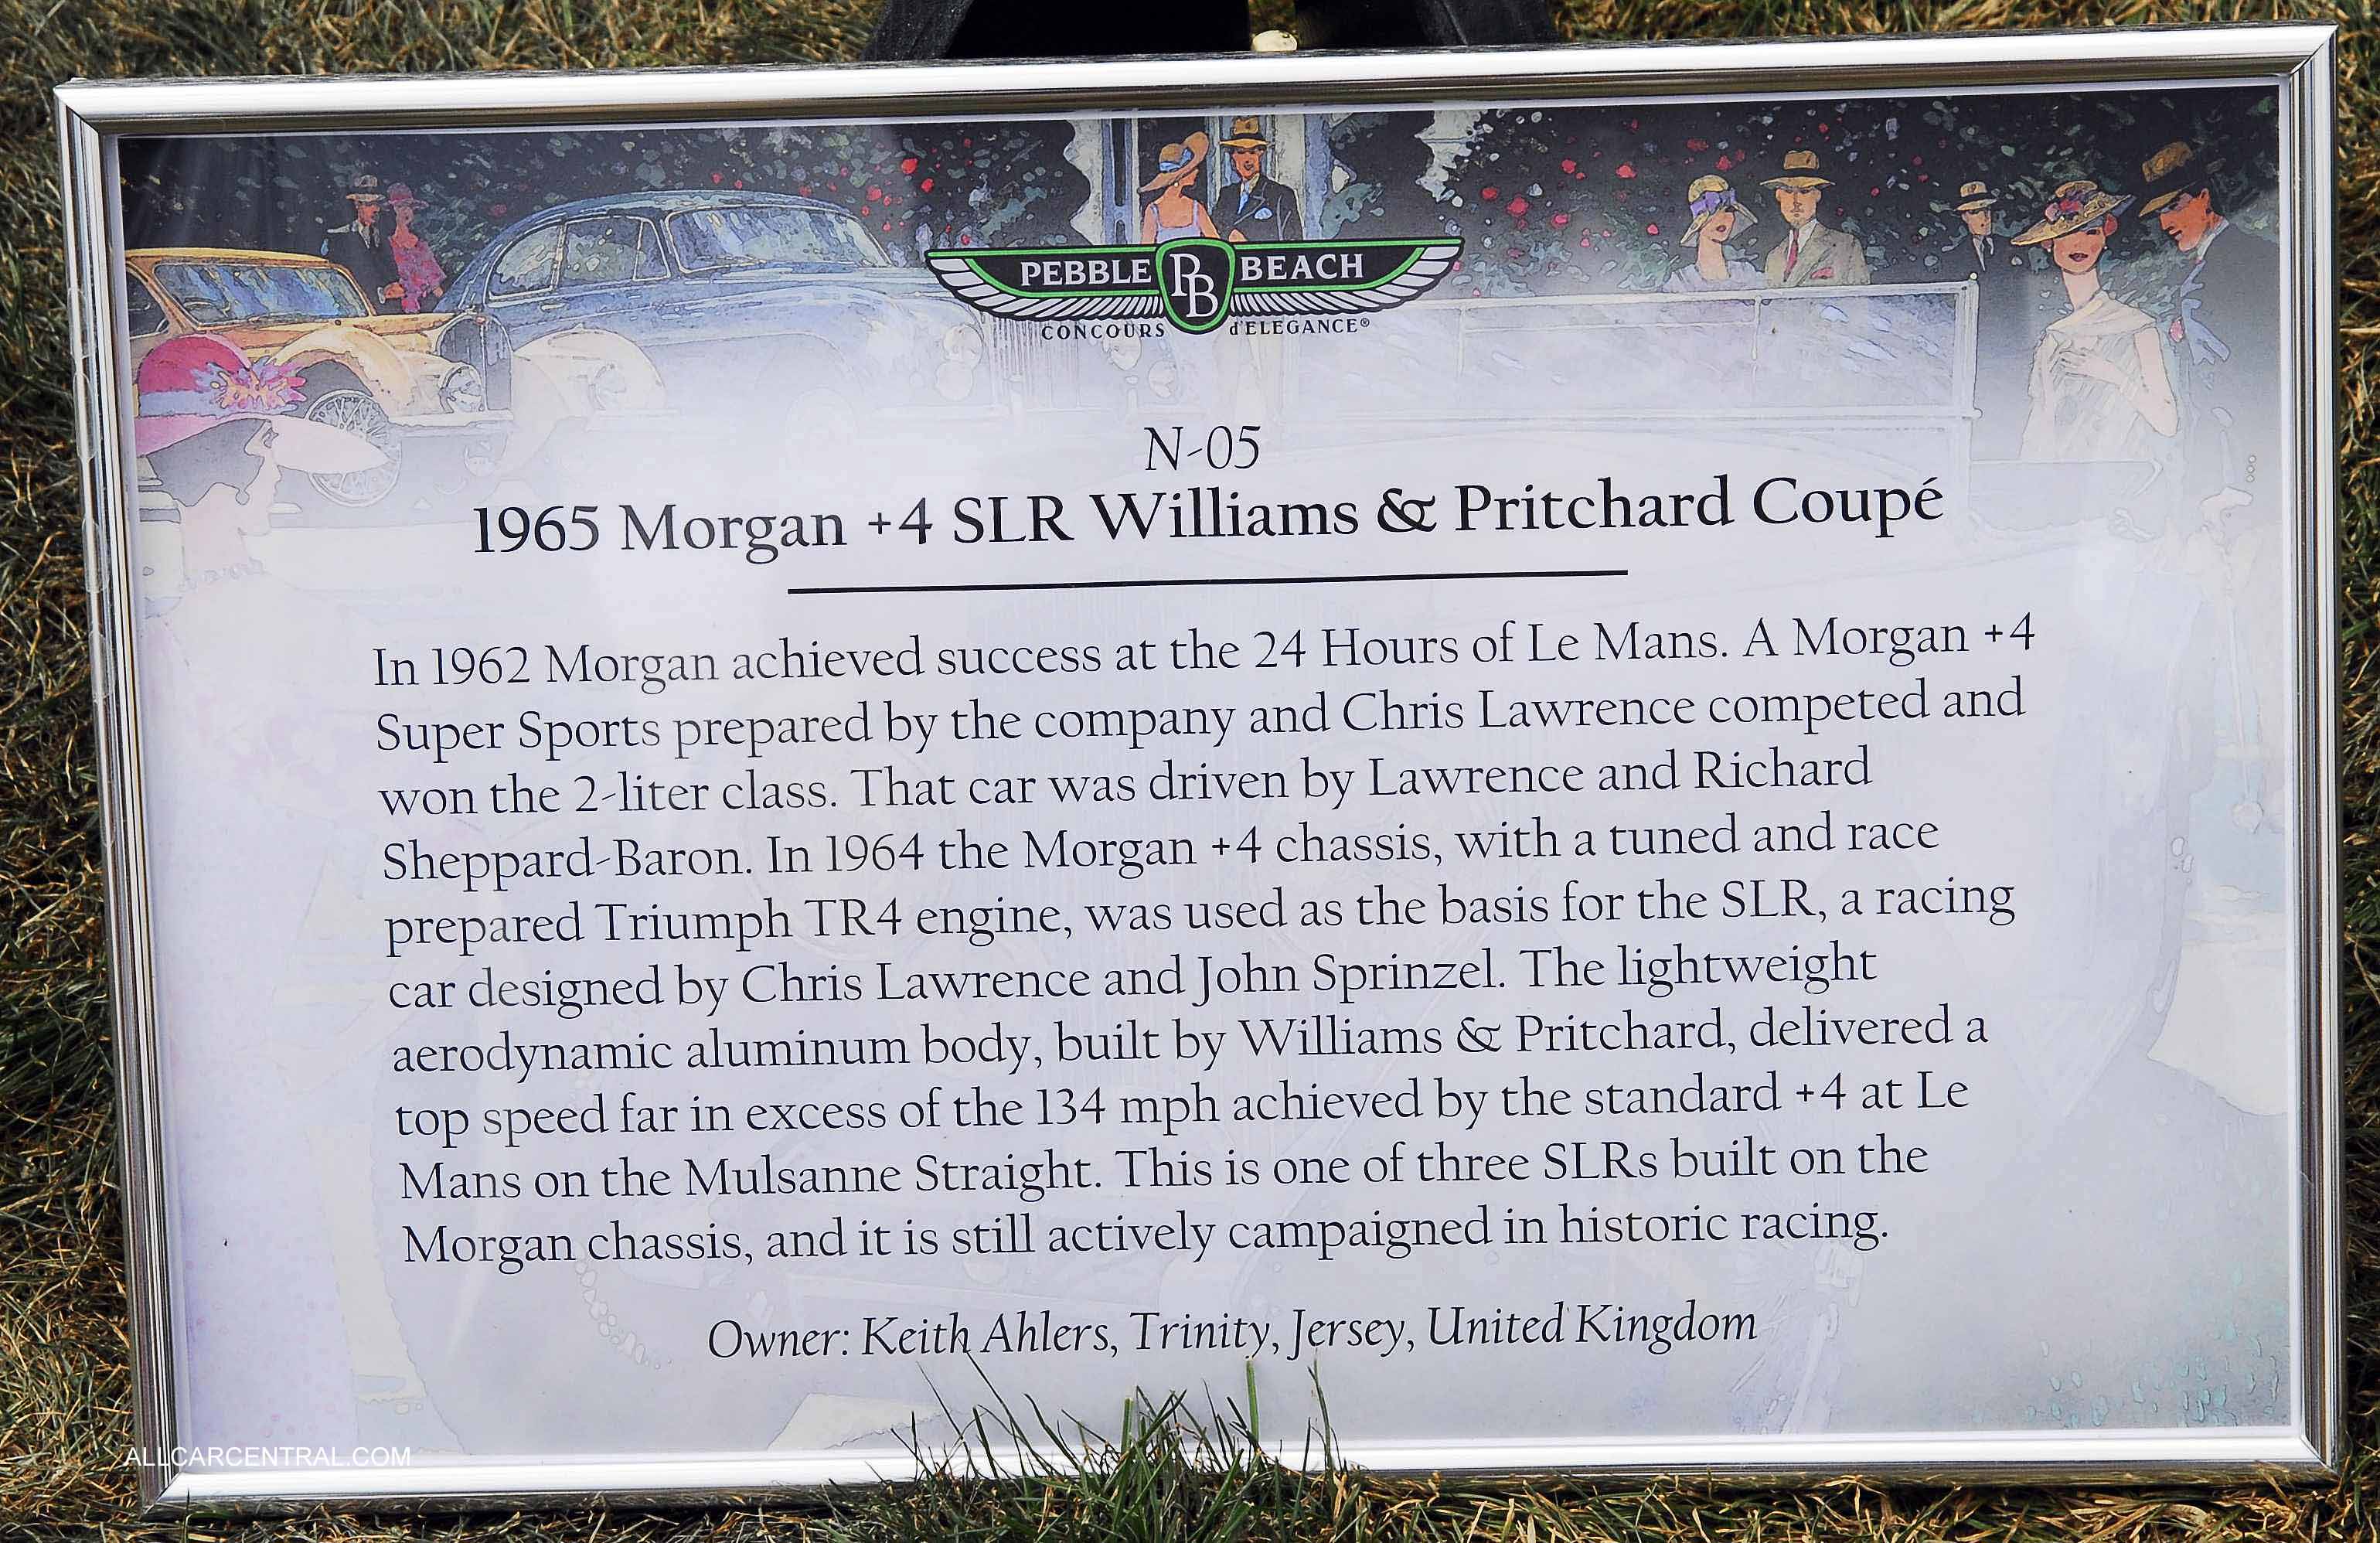 PEBBLE PB BEACH
CONCOURS d'ELEGANCE®
N-05
1965 Morgan +4 SLR Williams & Pritchard Coupé
In 1962 Morgan achieved success at the 24 Hours of Le Mans. A Morgan +4
Super Sports prepared by the company and Chris Lawrence competed and
won the 2-liter class. That car was driven by Lawrence and Richard
Sheppard-Baron. In 1964 the Morgan +4 chassis, with a tuned and race
prepared Triumph TR4 engine, was used as the basis for the SLR, a racing
car designed by Chris Lawrence and John Sprinzel. The lightweight
aerodynamic aluminum body, built by Williams & Pritchard, delivered a
top speed far in excess of the 134 mph achieved by the standard +4 at Le
Mans on the Mulsanne Straight. This is one of three SLRs built on the
Morgan chassis, and it is still actively campaigned in historic racing.
Owner: Keith Ahlers, Trinity, Jersey, United Kingdom
ALLCARCENTRAL.COM